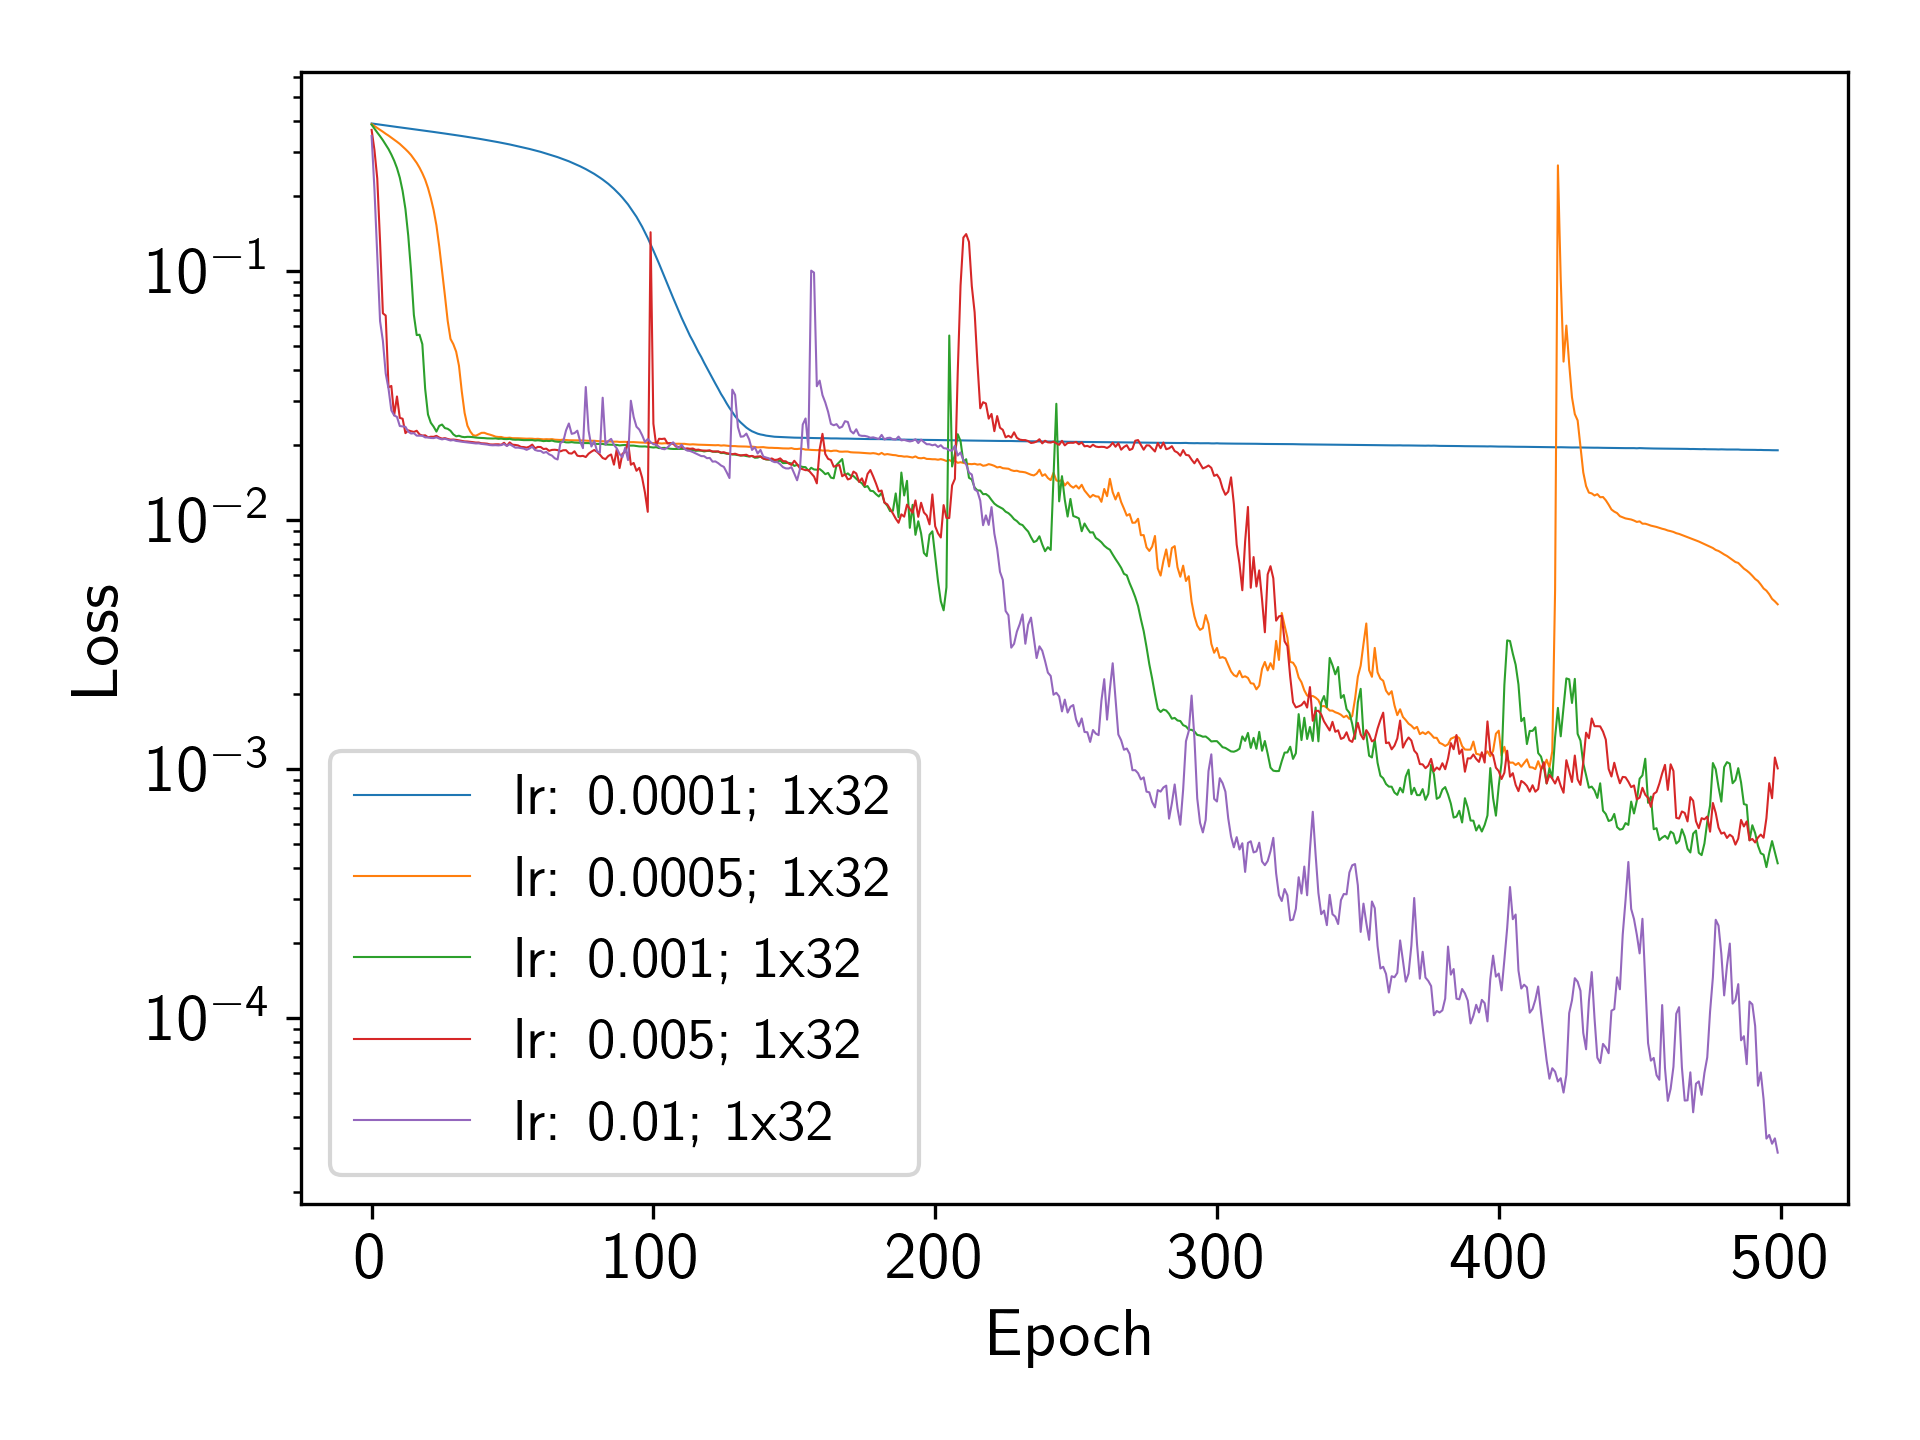 10⁻¹
10⁻²
10⁻³
10⁻⁴
Loss
lr: 0.0001; 1x32
lr: 0.0005; 1x32
lr: 0.001; 1x32
lr: 0.005; 1x32
lr: 0.01; 1x32
0 100 200 300 400 500
Epoch